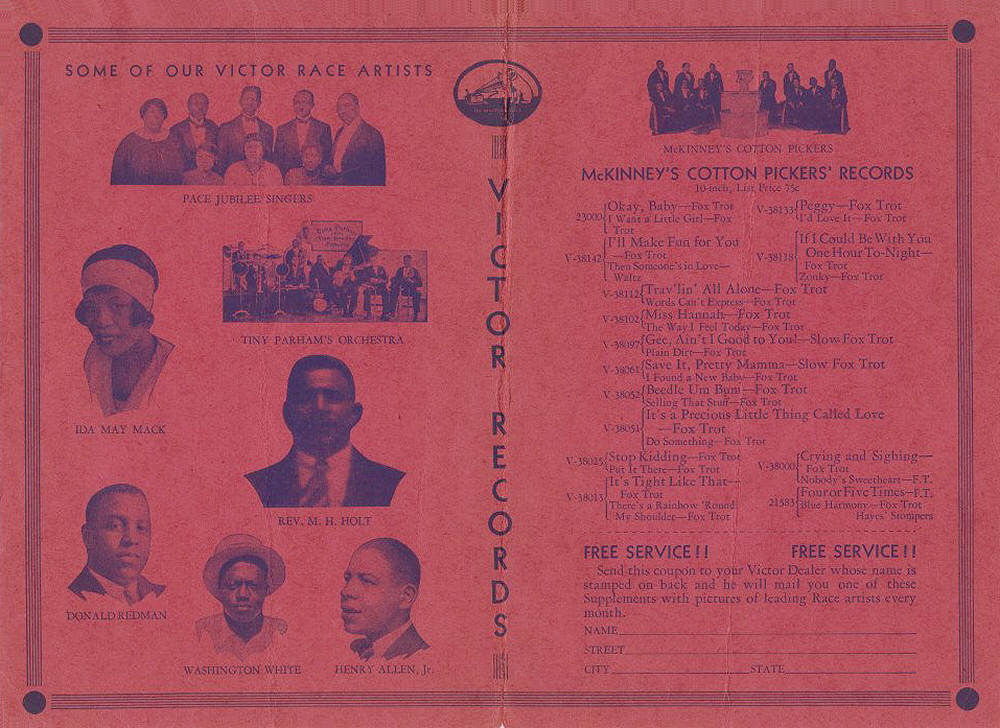 SOME OF OUR VICTOR RACE ARTISTS
PACE JUBILEE SINGERS
TINY PARHAM'S ORCHESTRA
IDA MAY MACK
REV. M. H. HOLT
DONALD REDMAN
WASHINGTON WHITE
HENRY ALLEN, Jr.
VICTOR RECORDS
McKINNEY'S COTTON PICKERS
McKINNEY'S COTTON PICKERS' RECORDS
10-inch, List Price 75c
23000 Okay, Baby—Fox Trot
I Want a Little Girl—Fox
Trot
V-38142 I'll Make Fun for You
—Fox Trot
Then Someone's in Love—
Waltz
V-38133 Peggy—Fox Trot
I'd Love It—Fox Trot
V-38118 If I Could Be With You
One Hour To-Night—
Fox Trot
Zonky—Fox Trot
V-38112 Trav'lin' All Alone—Fox Trot
Words Can't Express—Fox Trot
V-38102 Miss Hannah—Fox Trot
The Way I Feel Today—Fox Trot
V-38097 Gee, Ain't I Good to You!—Slow Fox Trot
Plain Dirt—Fox Trot
V-38061 Save It, Pretty Mamma—Slow Fox Trot
I Found a New Baby—Fox Trot
V-38052 Beedle Um Bum—Fox Trot
Selling That Stuff—Fox Trot
V-38051 It's a Precious Little Thing Called Love
—Fox Trot
Do Something—Fox Trot
V-38025 Stop Kidding—Fox Trot
Put It There—Fox Trot
V-38013 It's Tight Like That—
Fox Trot
There's a Rainbow 'Round
My Shoulder—Fox Trot
V-38000 Crying and Sighing—
Fox Trot
Nobody's Sweetheart—F.T.
21583 Four or Five Times—F.T.
Blue Harmony—Fox Trot
Hayes' Stompers
FREE SERVICE!! FREE SERVICE!!
Send this coupon to your Victor Dealer whose name is
stamped on back and he will mail you one of these
Supplements with pictures of leading Race artists every
month.
NAME
STREET
CITY STATE